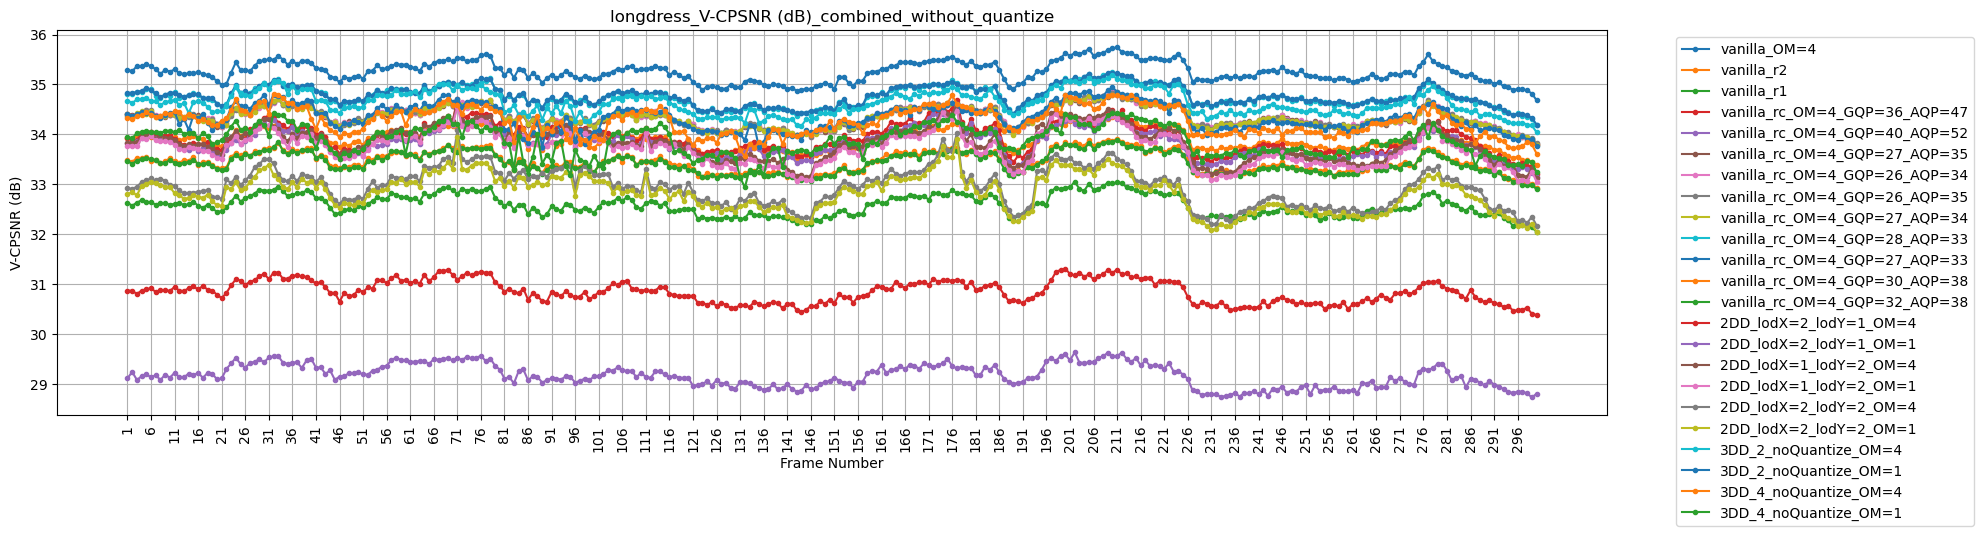 longdress_V-CPSNR (dB)_combined_without_quantize
V-CPSNR (dB)
36
35
34
33
32
31
30
29
1 6 11 16 21 26 31 36 41 46 51 56 61 66 71 76 81 86 91 96 101 106 111 116 121 126 131 136 141 146 151 156 161 166 171 176 181 186 191 196 201 206 211 216 221 226 231 236 241 246 251 256 261 266 271 276 281 286 291 296
Frame Number
vanilla_OM=4
vanilla_r2
vanilla_r1
vanilla_rc_OM=4_GQP=36_AQP=47
vanilla_rc_OM=4_GQP=40_AQP=52
vanilla_rc_OM=4_GQP=27_AQP=35
vanilla_rc_OM=4_GQP=26_AQP=34
vanilla_rc_OM=4_GQP=26_AQP=35
vanilla_rc_OM=4_GQP=27_AQP=34
vanilla_rc_OM=4_GQP=28_AQP=33
vanilla_rc_OM=4_GQP=27_AQP=33
vanilla_rc_OM=4_GQP=30_AQP=38
vanilla_rc_OM=4_GQP=32_AQP=38
2DD_lodX=2_lodY=1_OM=4
2DD_lodX=2_lodY=1_OM=1
2DD_lodX=1_lodY=2_OM=4
2DD_lodX=1_lodY=2_OM=1
2DD_lodX=2_lodY=2_OM=4
2DD_lodX=2_lodY=2_OM=1
3DD_2_noQuantize_OM=4
3DD_2_noQuantize_OM=1
3DD_4_noQuantize_OM=4
3DD_4_noQuantize_OM=1